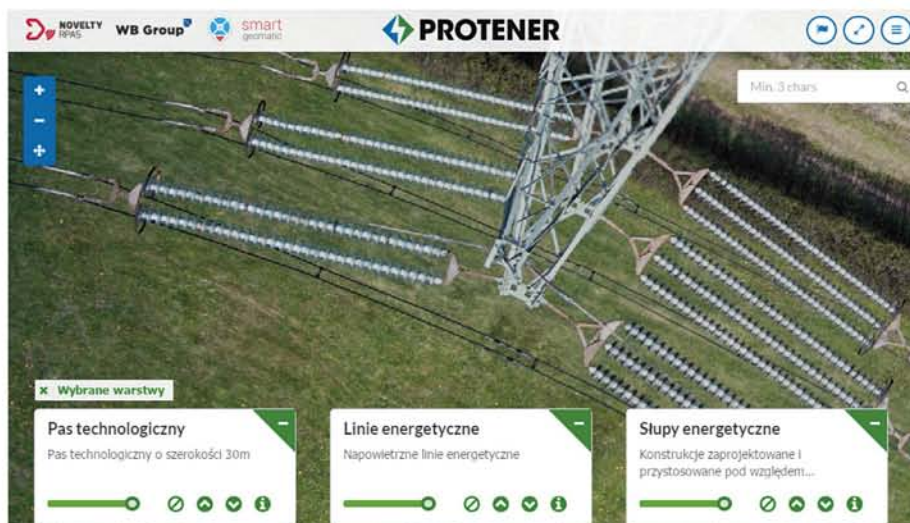 NOVELTY
RPAS
WB Group
smart
geomatic
PROTENER
Min. 3 chars
Wybrane warstwy
Pas technologiczny
Pas technologiczny o szerokości 30m
Linie energetyczne
Napowietrzne linie energetyczne
Słupy energetyczne
Konstrukcje zaprojektowane i
przystosowane pod względem...